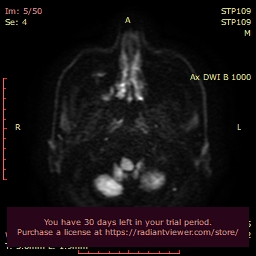 Im: 5/50
Se: 4
STP109
STP109
M
A
Ax DWI B 1000
R
L
You have 30 days left in your trial period.
Purchase a license at https://radiantviewer.com/store/